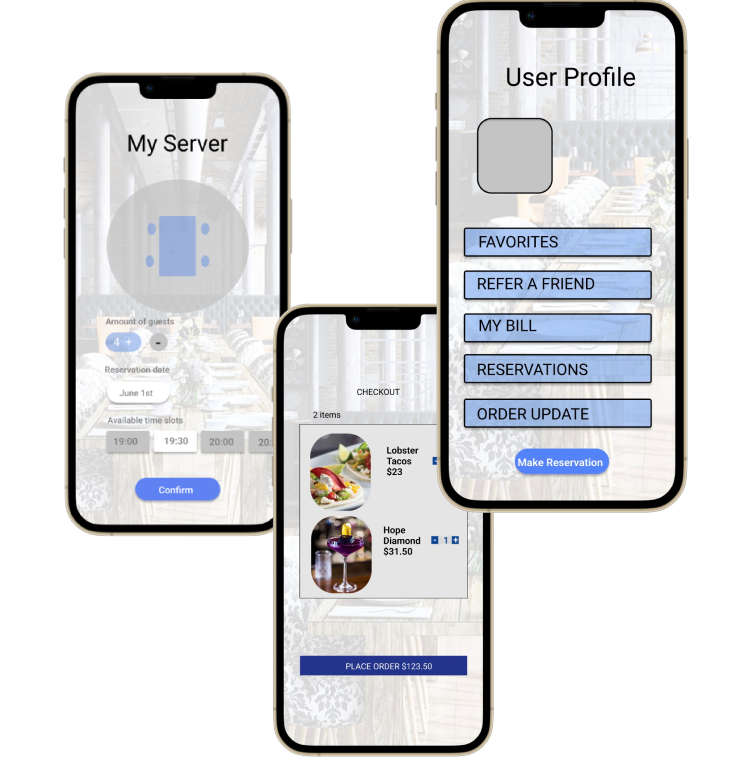 My Server
Amount of guests
4 +
-
Reservation date
June 1st
Available time slots
19:00 19:30 20:00 20:
Confirm
CHECKOUT
2 items
Lobster
Tacos
$23
-
Hope
Diamond
$31.50
- 1 +
PLACE ORDER $123.50
User Profile
FAVORITES
REFER A FRIEND
MY BILL
RESERVATIONS
ORDER UPDATE
Make Reservation